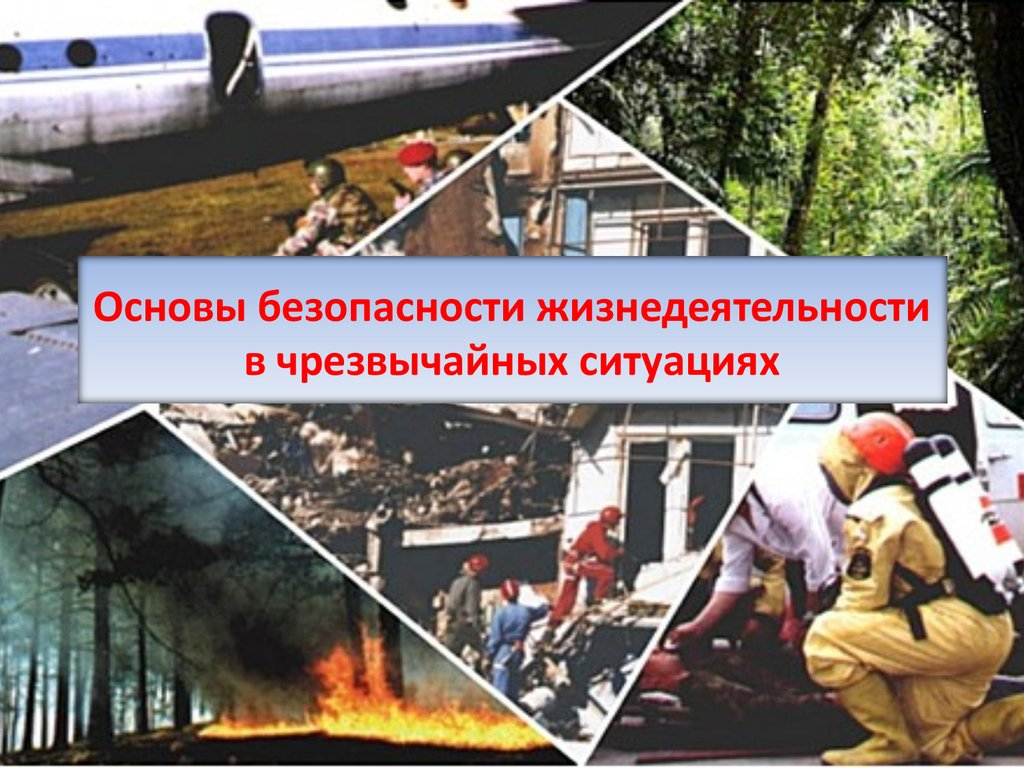 Основы безопасности жизнедеятельности
в чрезвычайных ситуациях